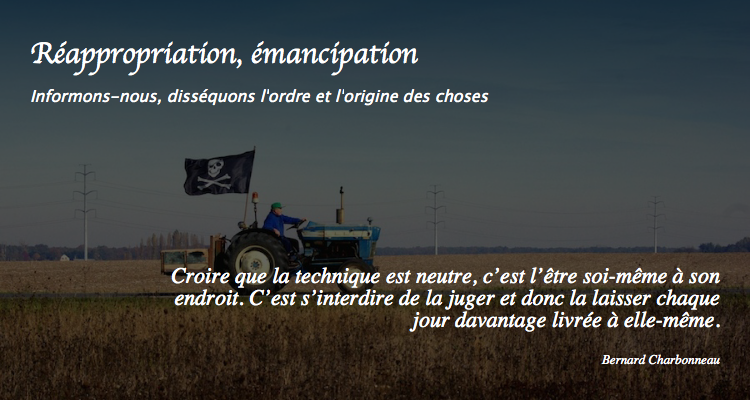 Réappropriation, émancipation
Informons-nous, disséquons l'ordre et l'origine des choses
Croire que la technique est neutre, c’est l’être soi-même à son
endroit. C’est s’interdire de la juger et donc la laisser chaque
jour davantage livrée à elle-même.
Bernard Charbonneau